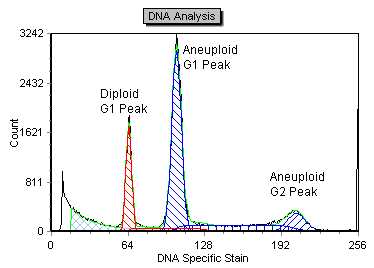 DNA Analysis
3242
2432
1621
811
0
Count
Diploid
G1 Peak
Aneuploid
G1 Peak
Aneuploid
G2 Peak
0 64 128 192 256
DNA Specific Stain